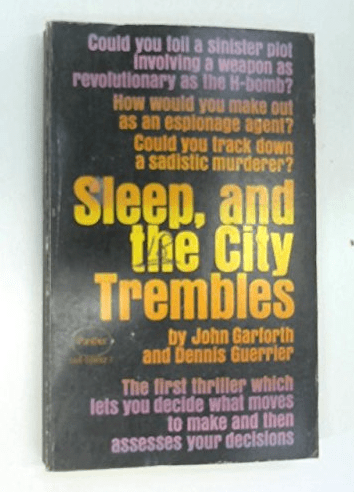 Could you foil a sinister plot
involving a weapon as
revolutionary as the H-bomb?
How would you make out
as an espionage agent?
Could you track down
a sadistic murderer?
Sleep, and
the City
Trembles
by John Garforth
and Dennis Guerrier
The first thriller which
lets you decide what moves
to make and then
assesses your decisions